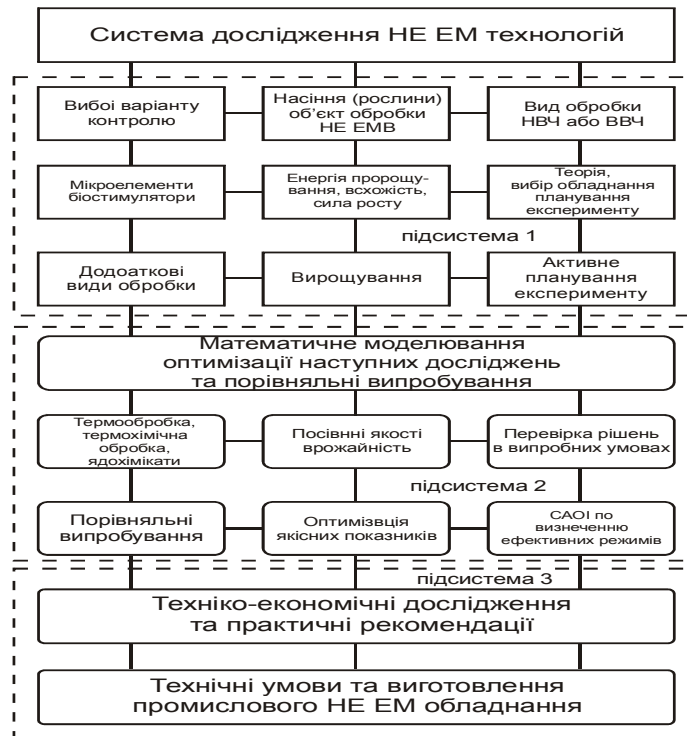 Система дослідження НЕ ЕМ технологій
Вибоі варіанту
контролю
Насіння (рослини)
об’єкт обробки
НЕ ЕМВ
Вид обробки
НВЧ або ВВЧ
Мікроелементи
біостимулятори
Енергія пророщу-
вання, всхожість,
сила росту
Теорія,
вибір обладнання
планування
експерименту
підсистема 1
Додоаткові
види обробки
Вирощування
Активне
планування
експерименту
Математичне моделювання
оптимізації наступних досліджень
та порівняльні випробування
Термообробка,
термохімічна
обробка,
ядохімікати
Посівнні якості
врожайність
Перевірка рішень
в випробних умовах
підсистема 2
Порівняльні
випробування
Оптимізвція
якісних показників
САОІ по
визнеченню
ефективних режимів
підсистема 3
Техніко-економічні дослідження
та практичні рекомендації
Технічні умови та виготовлення
промислового НЕ ЕМ обладнання